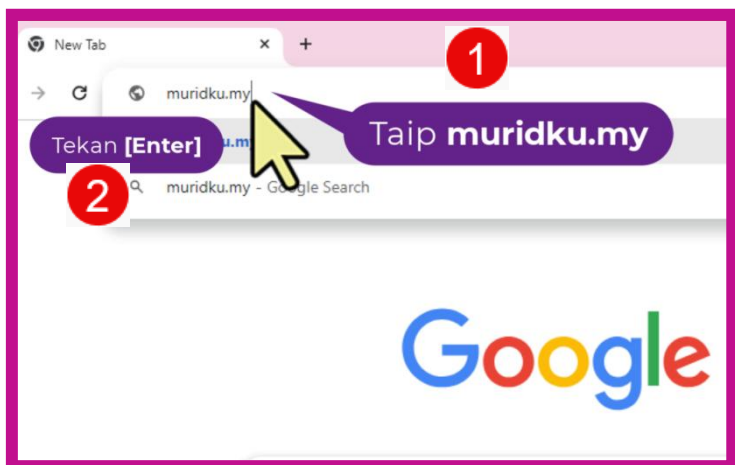 New Tab
1
muridku.my
Taip muridku.my
Tekan [Enter]
u.m
2
muridku.my - Google Search
Google